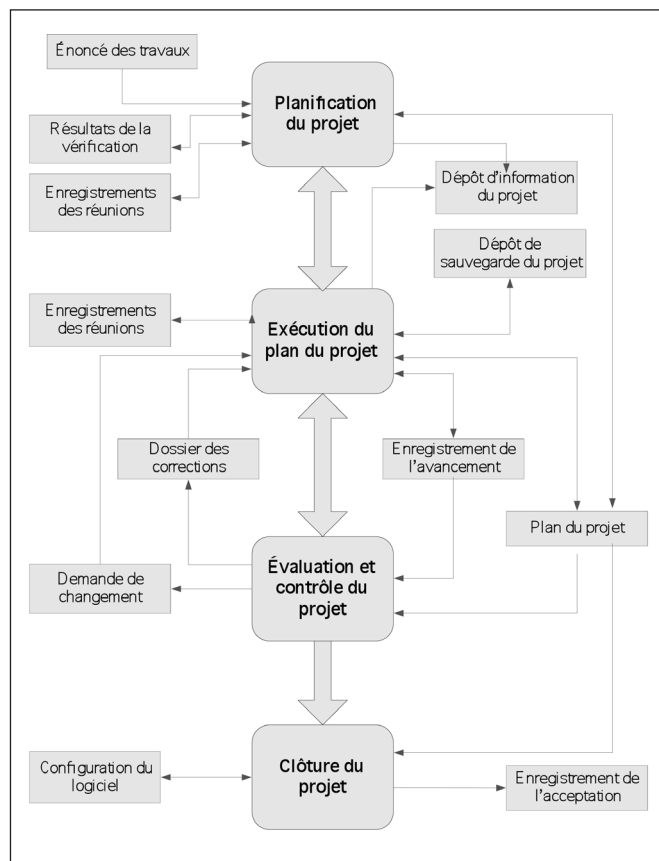 Énoncé des travaux
Planification
du projet
Résultats de la
vérification
Enregistrements
des réunions
Dépôt d'information
du projet
Dépôt de
sauvegarde du projet
Enregistrements
des réunions
Exécution du
plan du projet
Dossier des
corrections
Enregistrement de
l'avancement
Plan du projet
Évaluation et
contrôle du
projet
Demande de
changement
Clôture du
projet
Configuration du
logiciel
Enregistrement de
l'acceptation